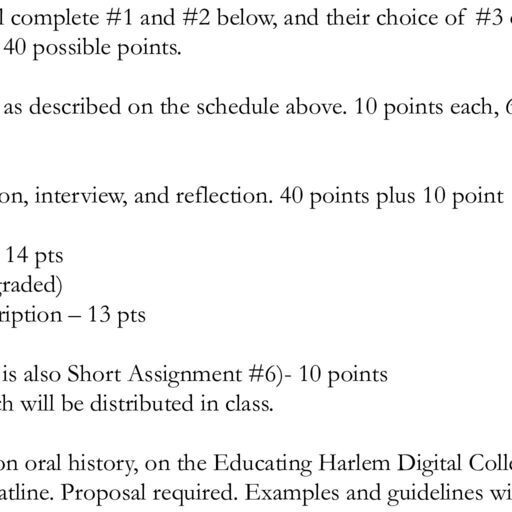 l complete #1 and #2 below, and their choice of #3
40 possible points.
as described on the schedule above. 10 points each, 6
on, interview, and reflection. 40 points plus 10 point
14 pts
graded)
ription – 13 pts
is also Short Assignment #6)- 10 points
ch will be distributed in class.
on oral history, on the Educating Harlem Digital Colle
atline. Proposal required. Examples and guidelines wi